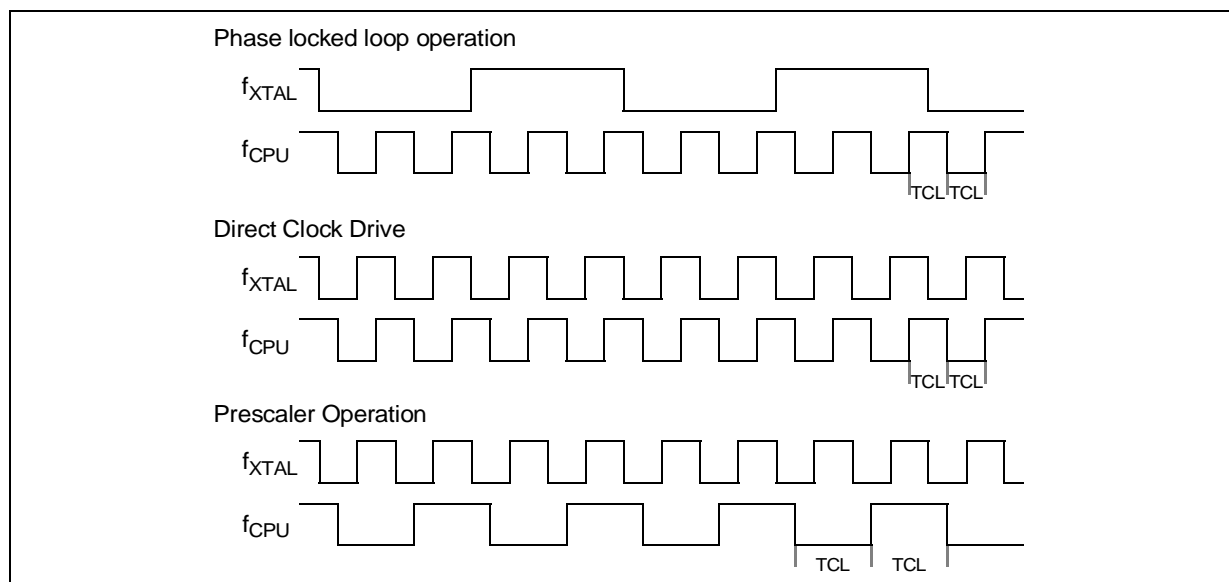 Phase locked loop operation
fXTAL
fCPU
TCL TCL
Direct Clock Drive
fXTAL
fCPU
TCL TCL
Prescaler Operation
fXTAL
fCPU
TCL TCL